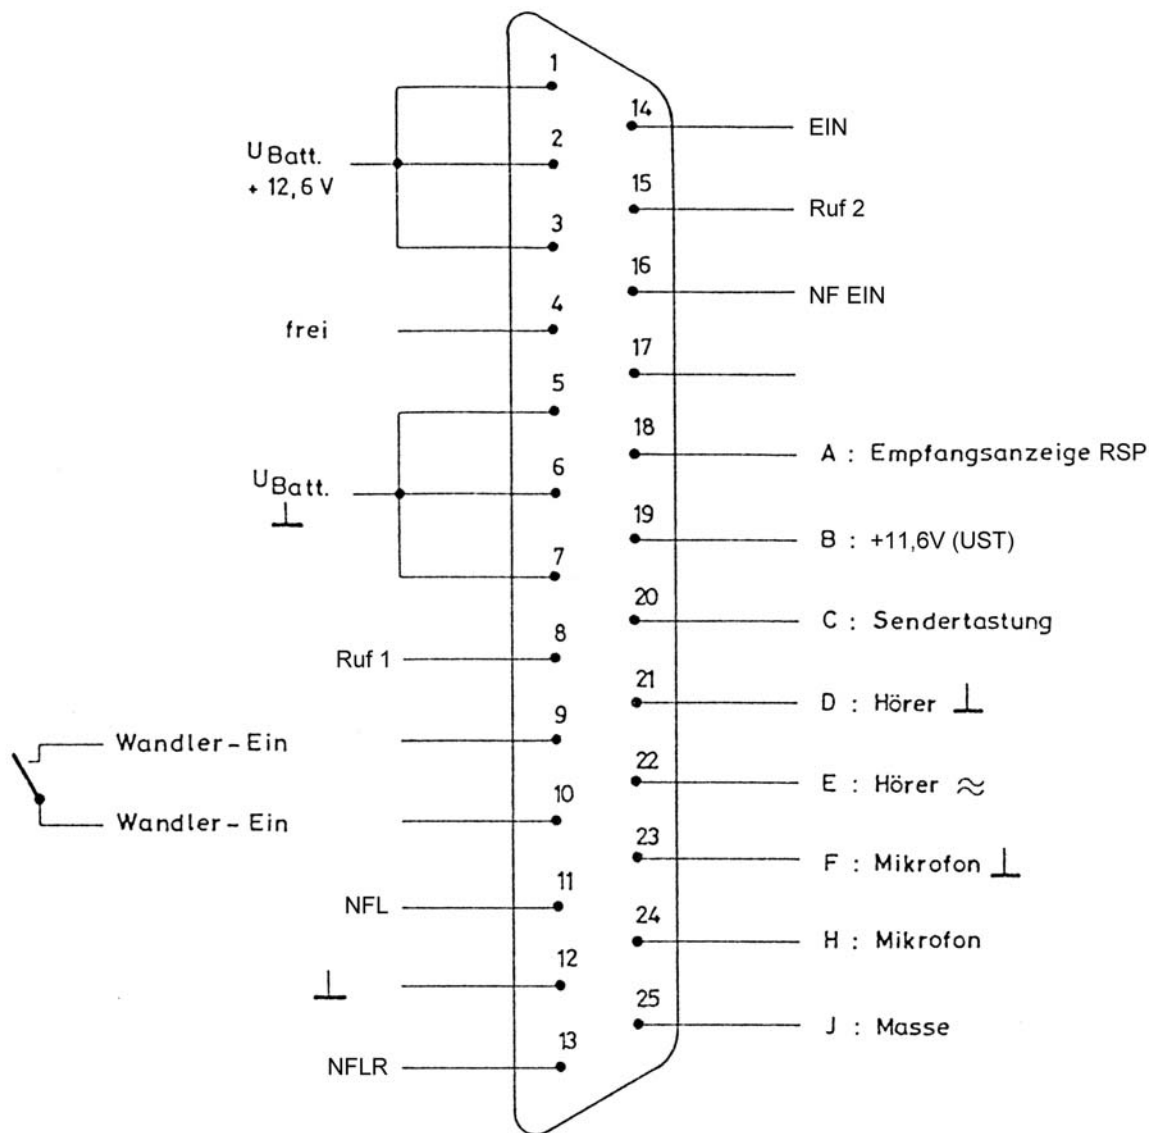 1
U Batt.
+ 12,6 V
2
3
frei
4
5
U Batt.
6
7
Ruf 1
8
Wandler - Ein
9
Wandler - Ein
10
NFL
11
12
NFLR
13
14
EIN
15
Ruf 2
16
NF EIN
17
18
A : Empfangsanzeige RSP
19
B : +11,6V (UST)
20
C : Sendertastung
21
D : Hörer
22
E : Hörer ≈
23
F : Mikrofon
24
H : Mikrofon
25
J : Masse